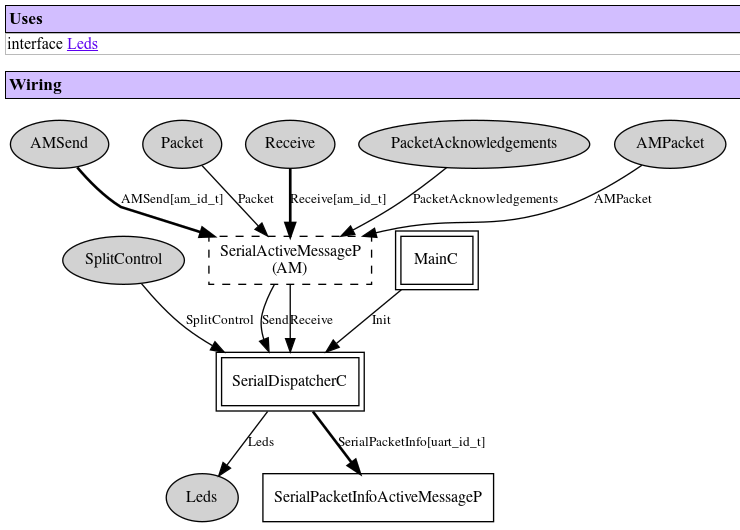 Uses
interface Leds
Wiring
AMSend
Packet
Receive
PacketAcknowledgements
AMPacket
AMSend[am_id_t]
Packet
Receive[am_id_t]
PacketAcknowledgements
AMPacket
SplitControl
SerialActiveMessageP
(AM)
MainC
SplitControl
Send
Receive
Init
SerialDispatcherC
Leds
SerialPacketInfo[uart_id_t]
Leds
SerialPacketInfoActiveMessageP